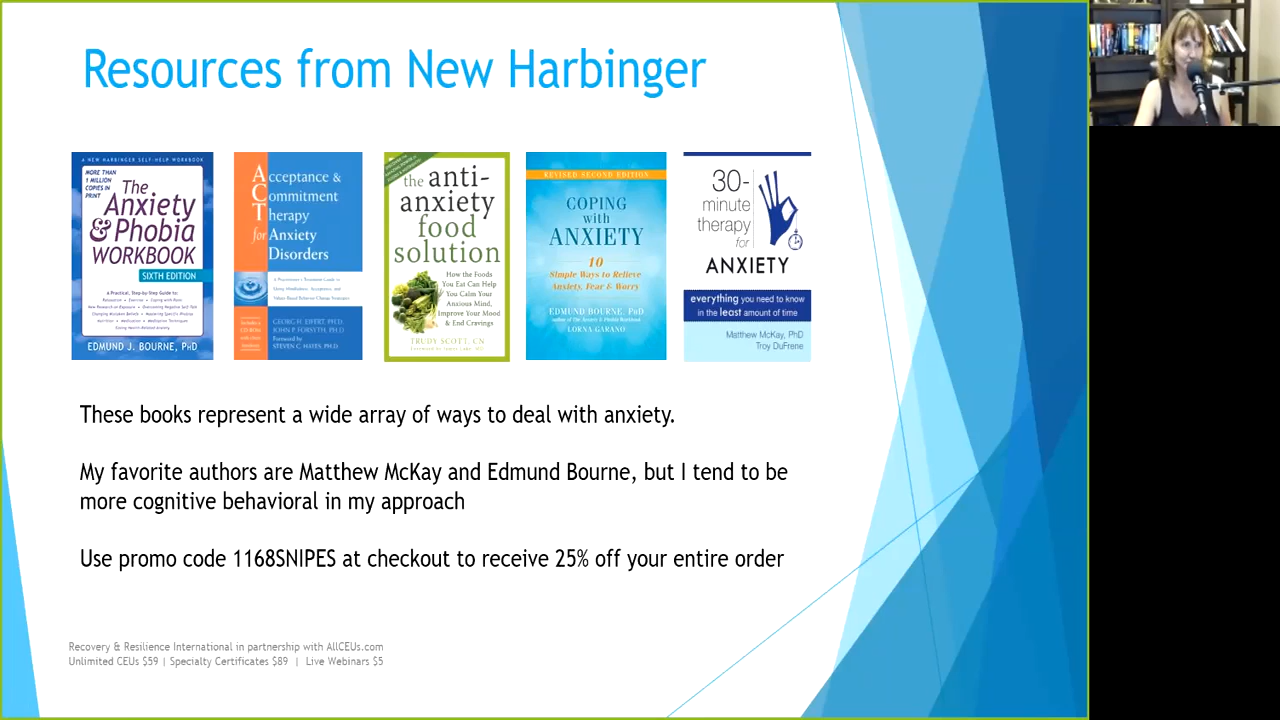 Resources from New Harbinger
A NEW HARBINGER SELF-HELP WORKBOOK
MORE THAN
1 MILLION
COPIES IN
PRINT
The
Anxiety
& Phobia
WORKBOOK
SIXTH EDITION
A Practical, Step-by-Step Guide to:
EDMUND J. BOURNE, PhD
Acceptance &
Commitment
Therapy
for Anxiety
Disorders
GEORG H. EIFERT, PH.D.
JOHN P. FORSYTH, PH.D.
Foreword by
STEVEN C. HAYES, PH.D.
the anti-
anxiety
food
solution
How the Foods
You Eat Can Help
You Calm Your
Anxious Mind,
Improve Your Mood
& End Cravings
TRUDY SCOTT, CN
REVISED SECOND EDITION
COPING
with
ANXIETY
10
Simple Ways to Relieve
Anxiety, Fear & Worry
EDMUND BOURNE, PhD
author of The Anxiety & Phobia Workbook
LORNA GARANO
30-
minute
therapy
for
ANXIETY
everything you need to know
in the least amount of time
Matthew McKay, PhD
Troy DuFrene
These books represent a wide array of ways to deal with anxiety.
My favorite authors are Matthew McKay and Edmund Bourne, but I tend to be
more cognitive behavioral in my approach
Use promo code 1168SNIPES at checkout to receive 25% off your entire order
Recovery & Resilience International in partnership with AllCEUs.com
Unlimited CEUs $59 | Specialty Certificates $89 | Live Webinars $5